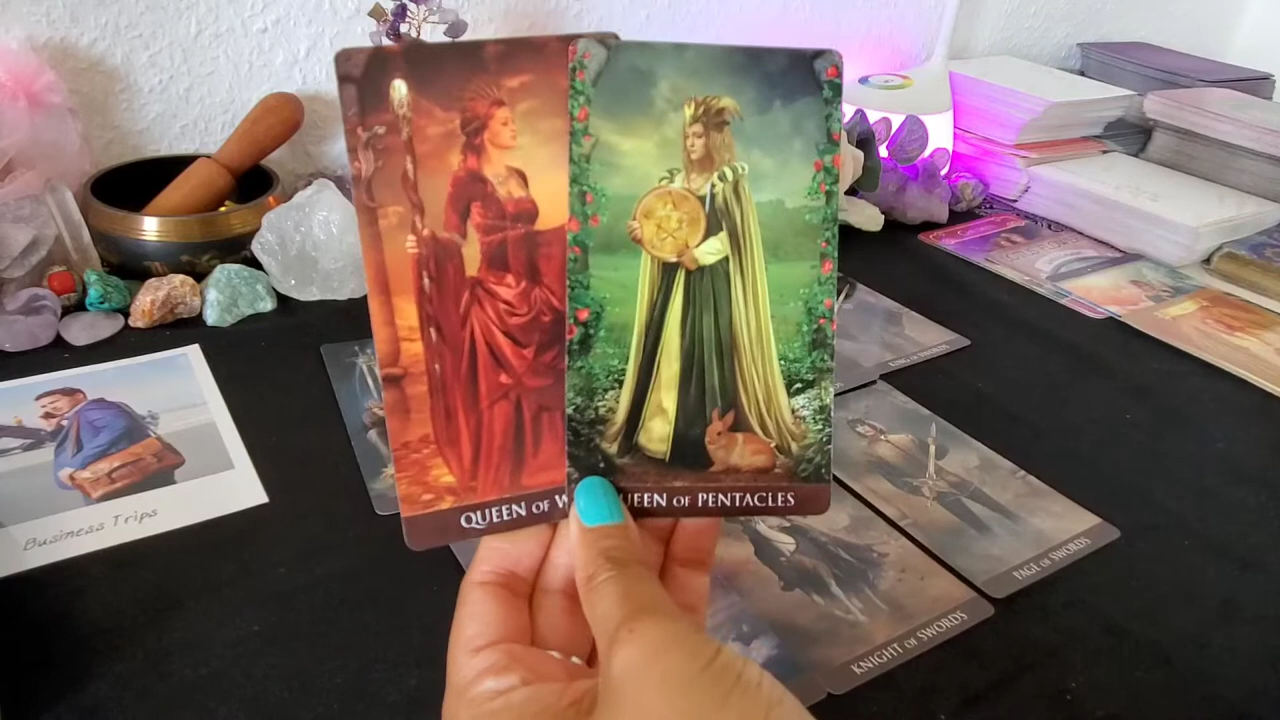 QUEEN OF W
QUEEN OF PENTACLES
KING OF SWORDS
PAGE OF SWORDS
KNIGHT OF SWORDS
Business Trips